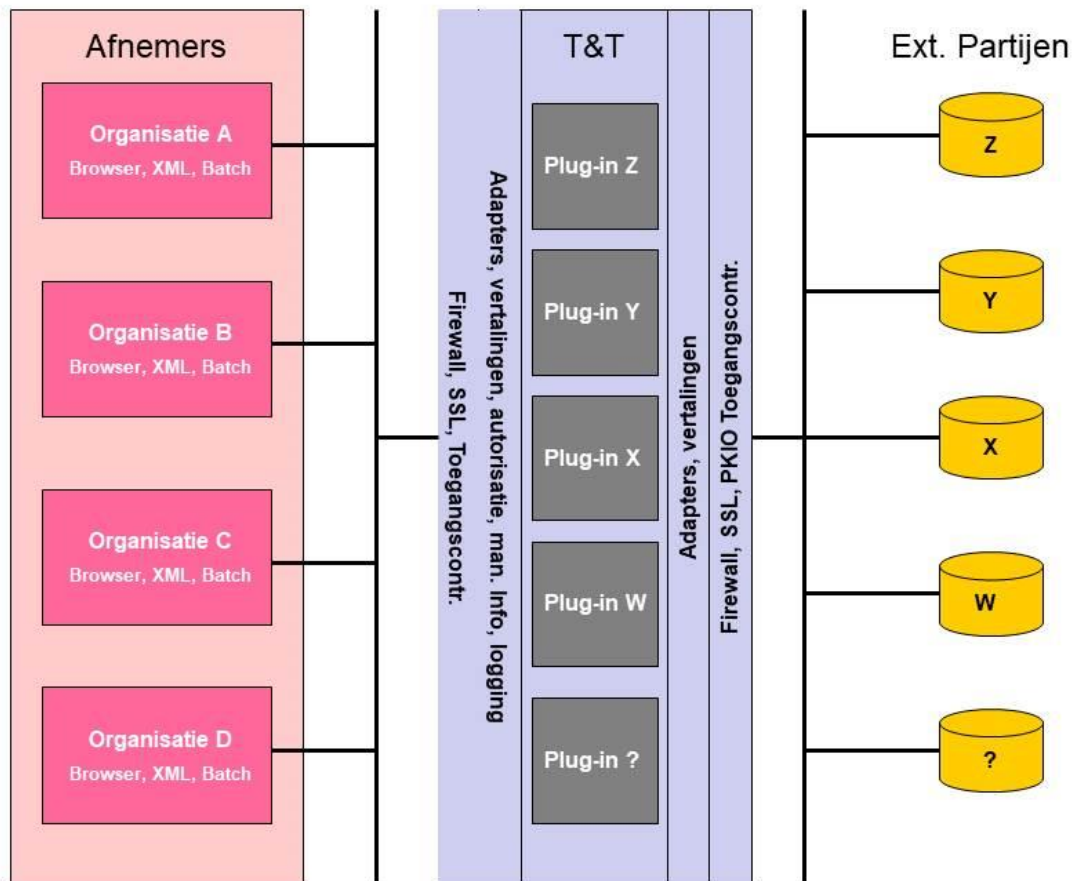 Afnemers
Organisatie A
Browser, XML, Batch
Organisatie B
Browser, XML, Batch
Organisatie C
Browser, XML, Batch
Organisatie D
Browser, XML, Batch
Firewall, SSL, Toegangscontr.
Adapters, vertalingen, autorisatie, man. Info, logging
T&T
Plug-in Z
Plug-in Y
Plug-in X
Plug-in W
Plug-in ?
Adapters, vertalingen
Firewall, SSL, PKIO Toegangscontr.
Ext. Partijen
Z
Y
X
W
?